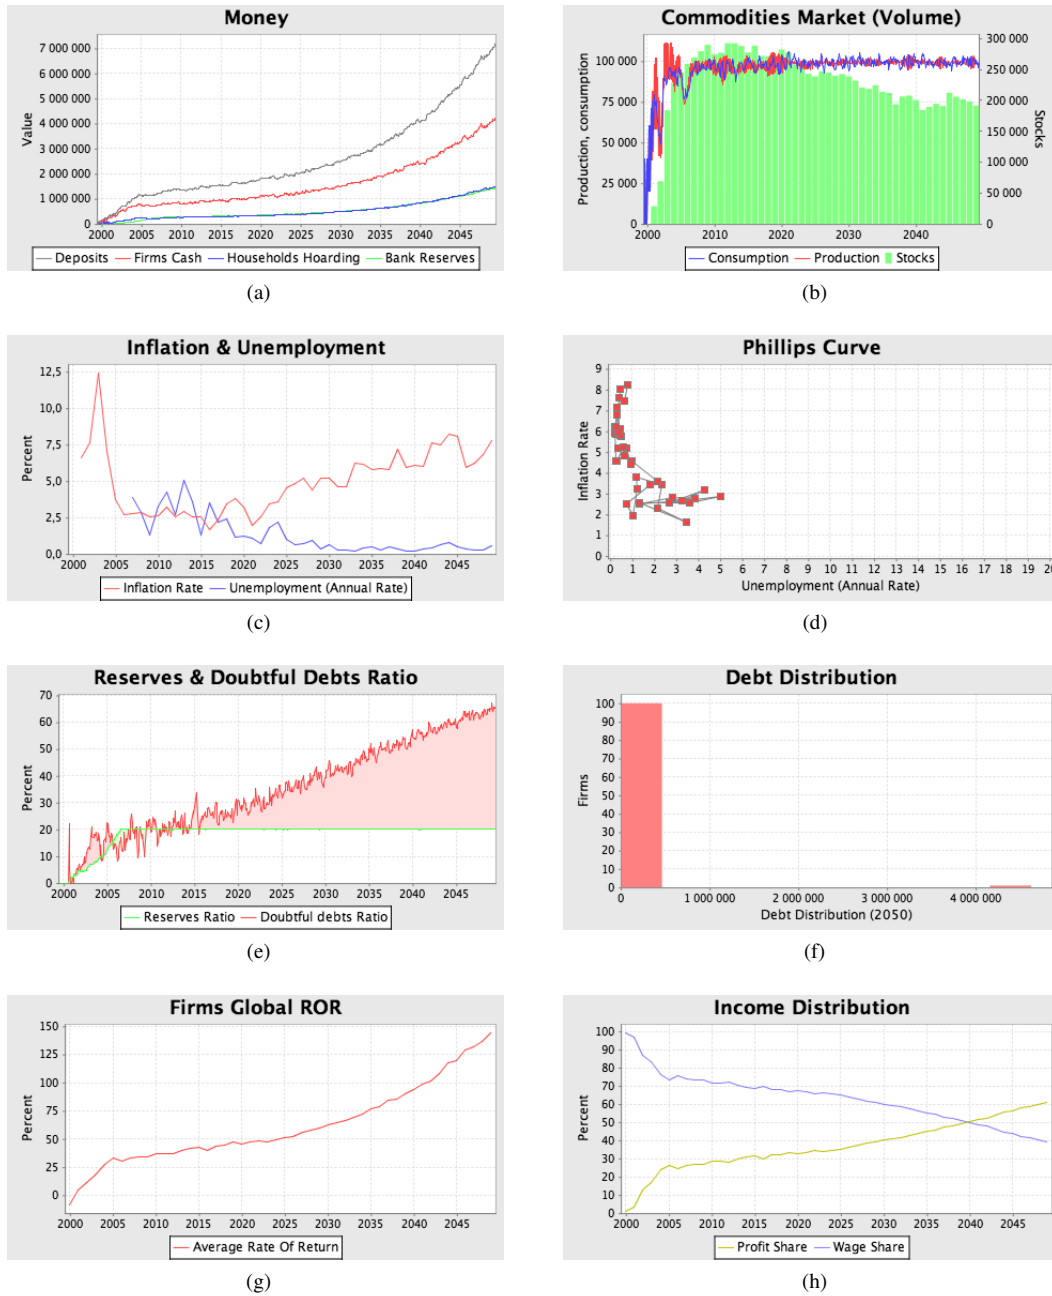 Money
Value
7 000 000
6 000 000
5 000 000
4 000 000
3 000 000
2 000 000
1 000 000
0
2000 2005 2010 2015 2020 2025 2030 2035 2040 2045
Deposits Firms Cash Households Hoarding Bank Reserves
(a)
Commodities Market (Volume)
Production, consumption
100 000
75 000
50 000
25 000
0
Stocks
300 000
250 000
200 000
150 000
100 000
50 000
0
2000 2010 2020 2030 2040
Consumption Production Stocks
(b)
Inflation & Unemployment
Percent
12,5
10,0
7,5
5,0
2,5
0,0
2000 2005 2010 2015 2020 2025 2030 2035 2040 2045
Inflation Rate Unemployment (Annual Rate)
(c)
Phillips Curve
Inflation Rate
9
8
7
6
5
4
3
2
1
0
0 1 2 3 4 5 6 7 8 9 10 11 12 13 14 15 16 17 18 19 20
Unemployment (Annual Rate)
(d)
Reserves & Doubtful Debts Ratio
Percent
70
60
50
40
30
20
10
0
2000 2005 2010 2015 2020 2025 2030 2035 2040 2045
Reserves Ratio Doubtful debts Ratio
(e)
Debt Distribution
Firms
100
90
80
70
60
50
40
30
20
10
0
0 1 000 000 2 000 000 3 000 000 4 000 000
Debt Distribution (2050)
(f)
Firms Global ROR
Percent
150
125
100
75
50
25
0
2000 2005 2010 2015 2020 2025 2030 2035 2040 2045
Average Rate Of Return
(g)
Income Distribution
Percent
100
90
80
70
60
50
40
30
20
10
0
2000 2005 2010 2015 2020 2025 2030 2035 2040 2045
Profit Share Wage Share
(h)